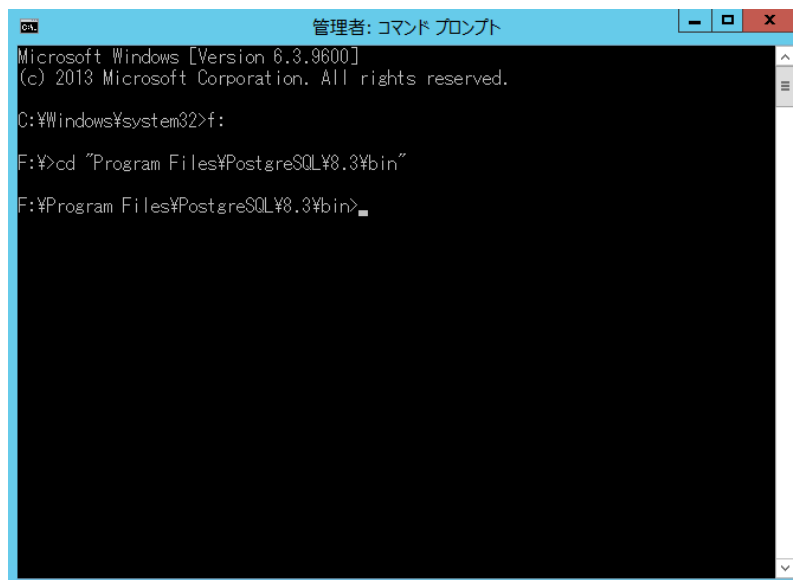 管理者: コマンド プロンプト
Microsoft Windows [Version 6.3.9600]
(c) 2013 Microsoft Corporation. All rights reserved.
C:¥Windows¥system32>f:
F:¥>cd "Program Files¥PostgreSQL¥8.3¥bin"
F:¥Program Files¥PostgreSQL¥8.3¥bin>